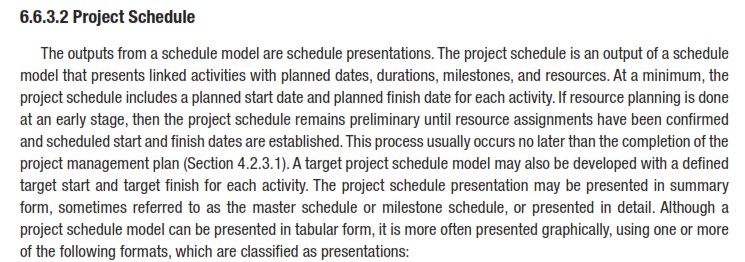 6.6.3.2 Project Schedule
The outputs from a schedule model are schedule presentations. The project schedule is an output of a schedule
model that presents linked activities with planned dates, durations, milestones, and resources. At a minimum, the
project schedule includes a planned start date and planned finish date for each activity. If resource planning is done
at an early stage, then the project schedule remains preliminary until resource assignments have been confirmed
and scheduled start and finish dates are established. This process usually occurs no later than the completion of the
project management plan (Section 4.2.3.1). A target project schedule model may also be developed with a defined
target start and target finish for each activity. The project schedule presentation may be presented in summary
form, sometimes referred to as the master schedule or milestone schedule, or presented in detail. Although a
project schedule model can be presented in tabular form, it is more often presented graphically, using one or more
of the following formats, which are classified as presentations: